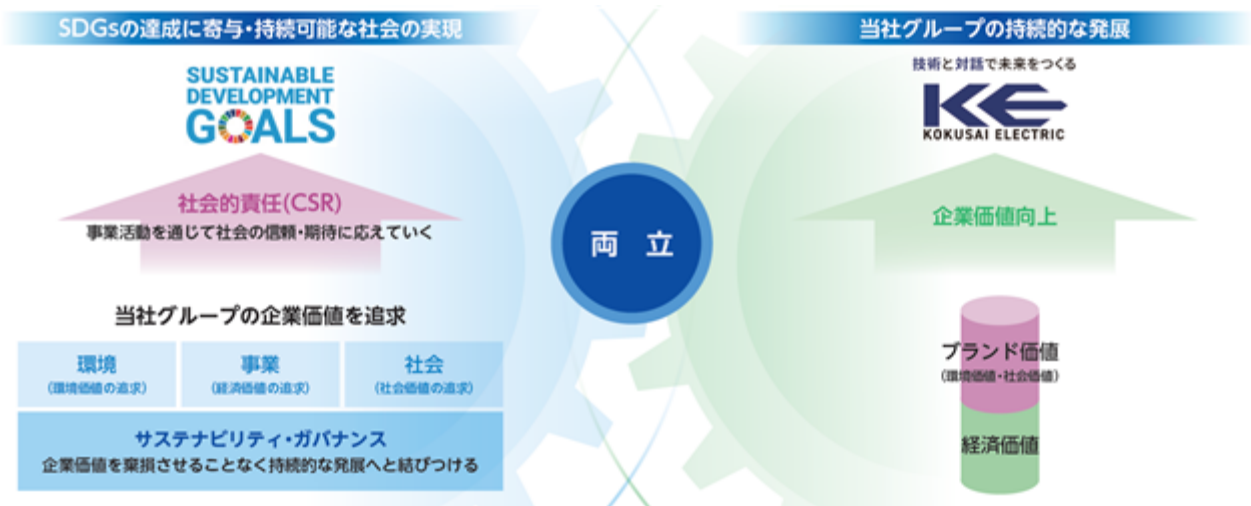 SDGsの達成に寄与・持続可能な社会の実現
SUSTAINABLE
DEVELOPMENT
GOALS
社会的責任(CSR)
事業活動を通じて社会の信頼・期待に応えていく
当社グループの企業価値を追求
環境
(環境価値の追求)
事業
(経済価値の追求)
社会
(社会価値の追求)
サステナビリティ・ガバナンス
企業価値を棄損させることなく持続的な発展へと結びつける
両 立
当社グループの持続的な発展
技術と対話で未来をつくる
KE
KOKUSAI ELECTRIC
企業価値向上
ブランド価値
(環境価値・社会価値)
経済価値